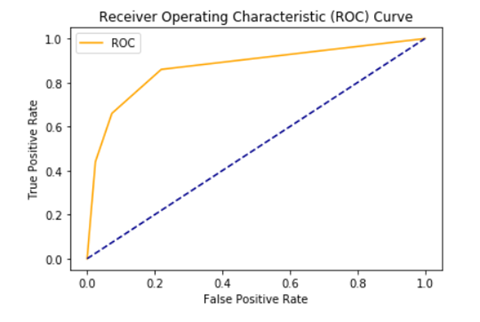 Receiver Operating Characteristic (ROC) Curve
ROC
1.0
0.8
0.6
0.4
0.2
0.0
True Positive Rate
0.0 0.2 0.4 0.6 0.8 1.0
False Positive Rate